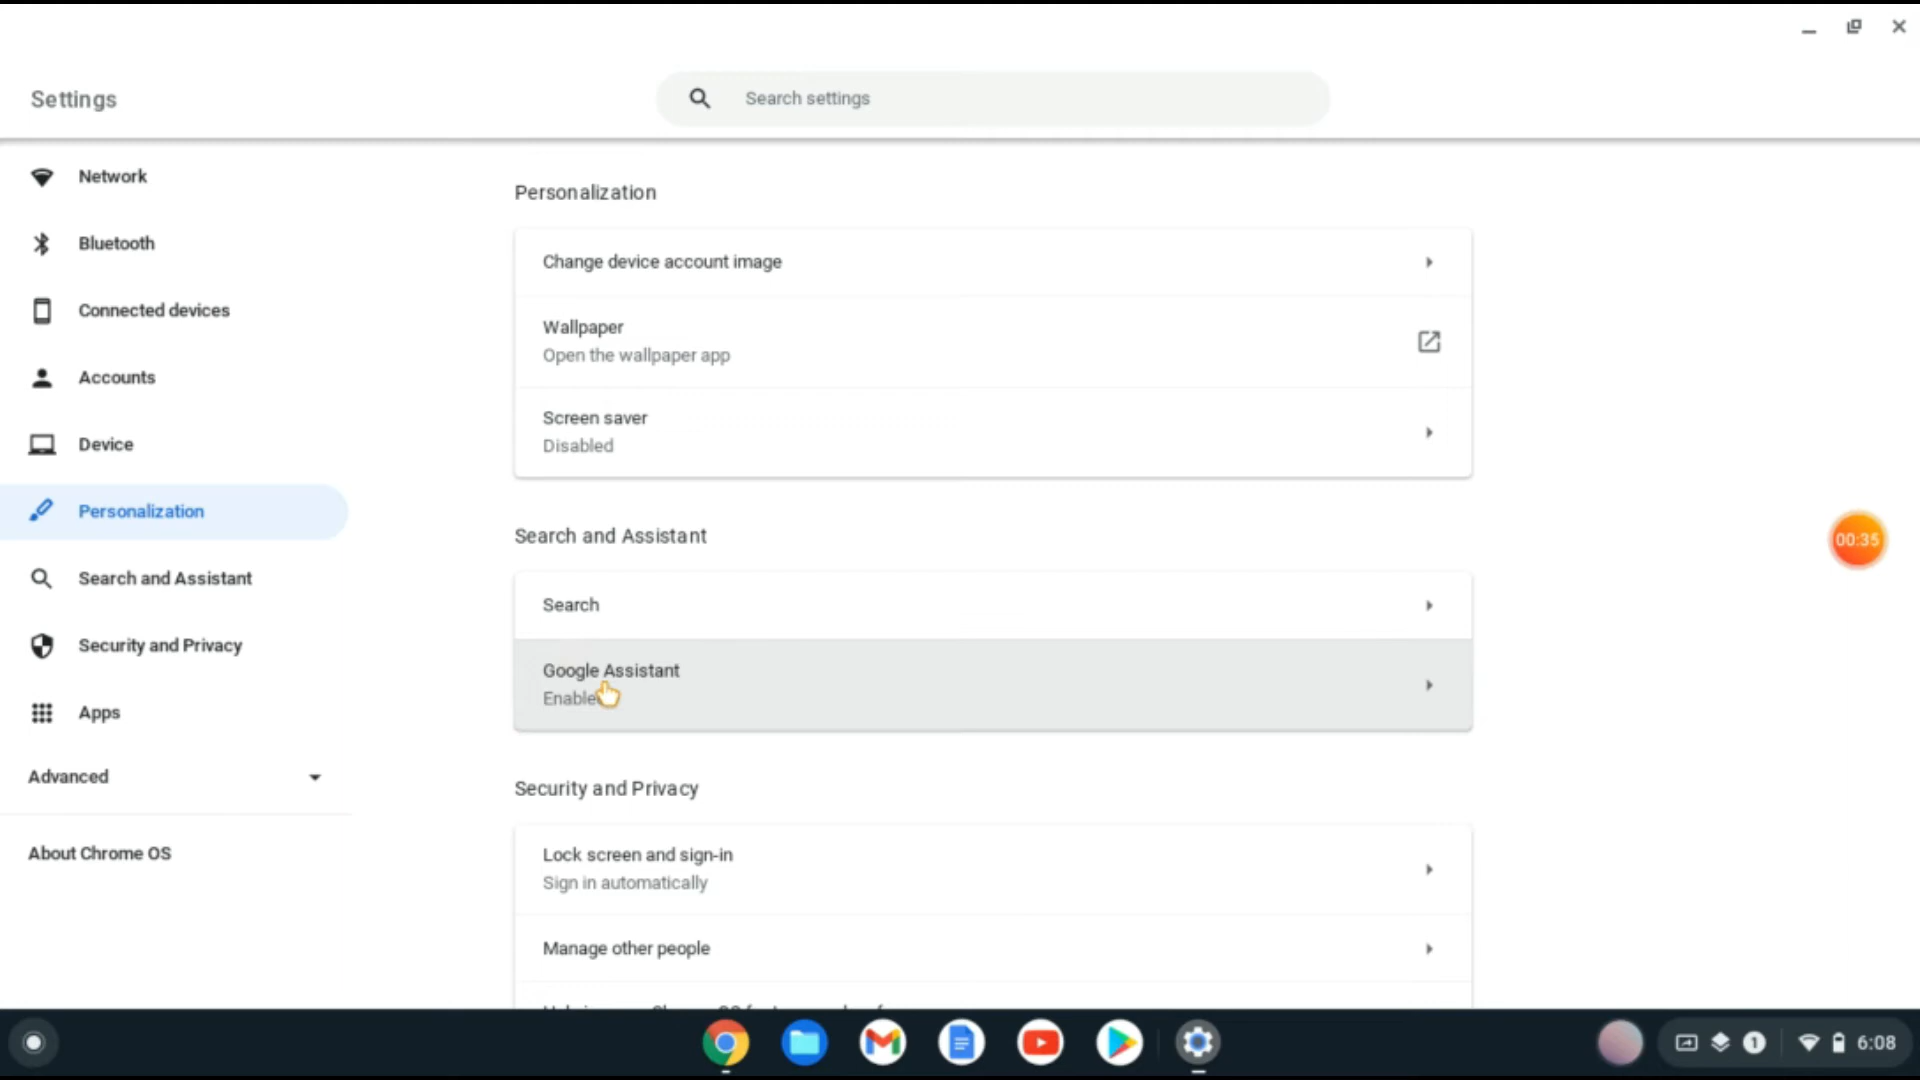 Settings
Search settings
Network
Bluetooth
Connected devices
Accounts
Device
Personalization
Search and Assistant
Security and Privacy
Apps
Advanced
About Chrome OS
Personalization
Change device account image
Wallpaper
Open the wallpaper app
Screen saver
Disabled
Search and Assistant
Search
Google Assistant
Enable
Security and Privacy
Lock screen and sign-in
Sign in automatically
Manage other people
00:35
1
6:08